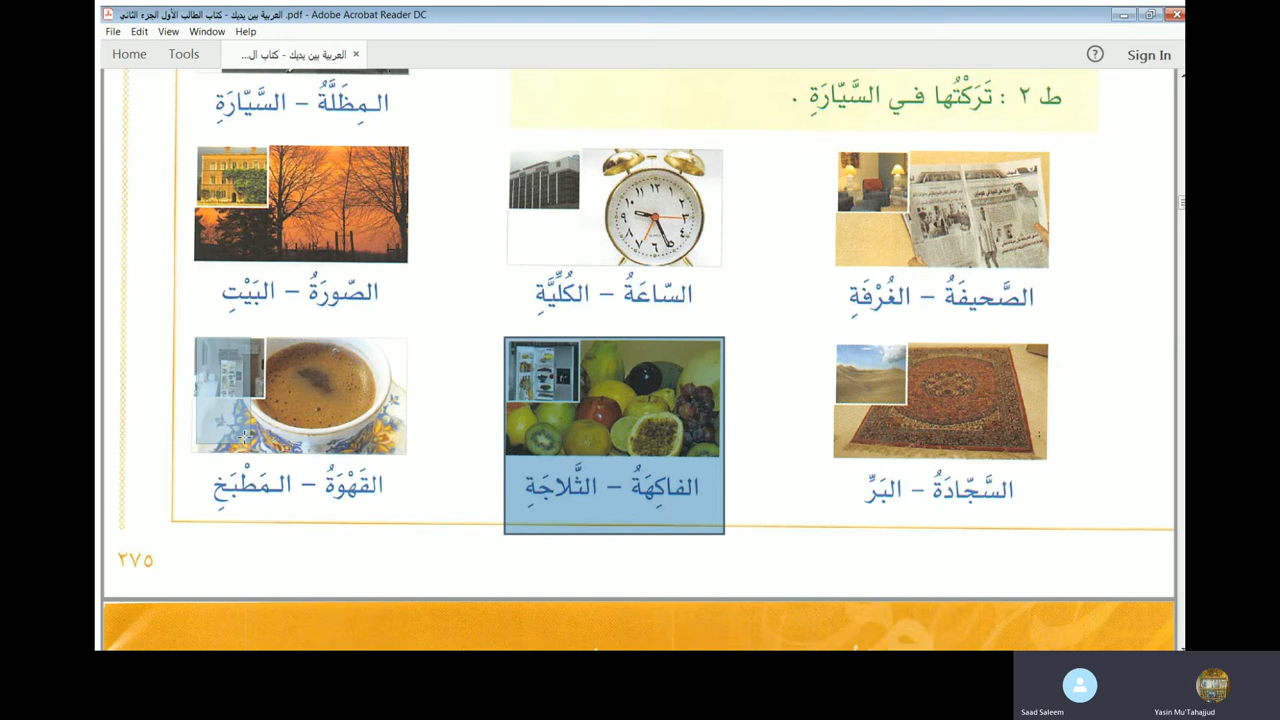 العربية بين يديك - كتاب الطالب الأول الجزء الثاني .pdf - Adobe Acrobat Reader DC
File Edit View Window Help
Home Tools العربية بين يديك - كتاب ال... × Sign In
ط ٢ : تَرَكْتُها فـي السَّيّارَةِ .
الـمِظَلَّةُ – السَّيّارَةِ
الصَّحيفَةُ – الغُرْفَةِ
السّاعَةُ – الكُلِّيَّةِ
الصّورَةُ – البَيْتِ
السَّجّادَةُ – البَرِّ
الفاكِهَةُ – الثَّلاجَةِ
القَهْوَةُ – الـمَطْبَخِ
٢٧٥
Saad Saleem
Yasin Mu`Tahajjud